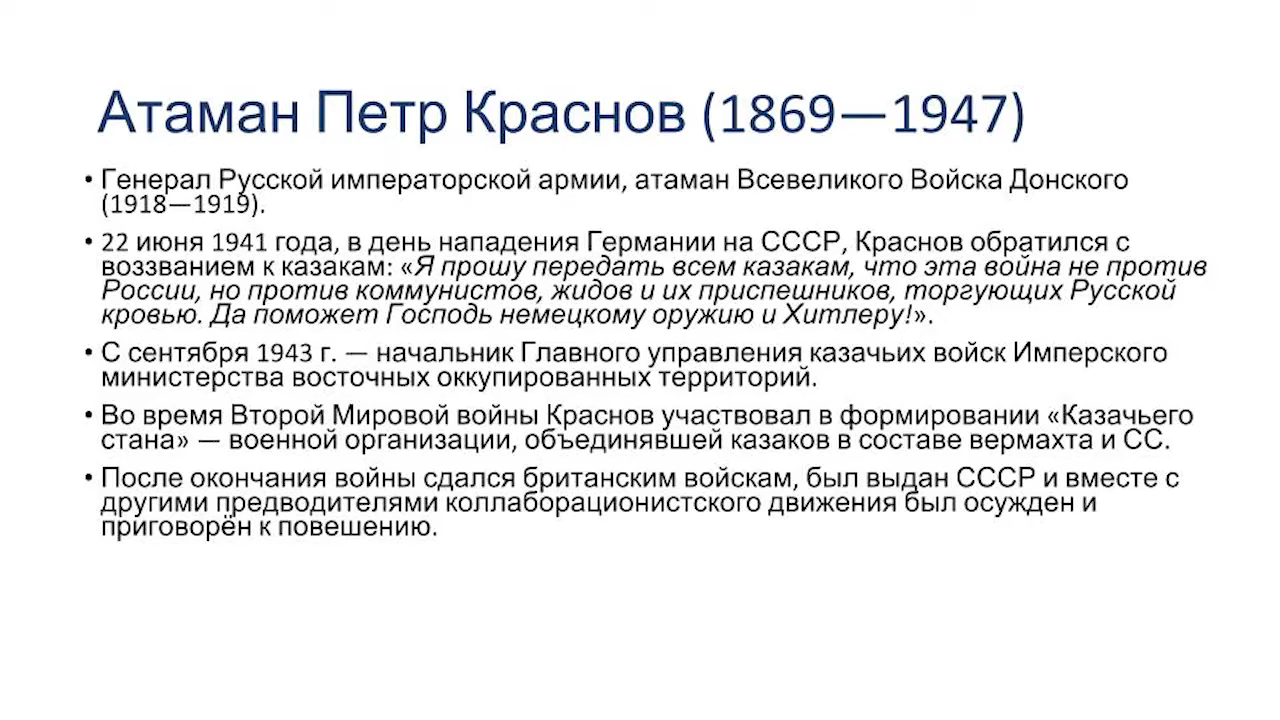 Атаман Петр Краснов (1869—1947)
• Генерал Русской императорской армии, атаман Всевеликого Войска Донского
(1918—1919).
• 22 июня 1941 года, в день нападения Германии на СССР, Краснов обратился с
воззванием к казакам: «Я прошу передать всем казакам, что эта война не против
России, но против коммунистов, жидов и их приспешников, торгующих Русской
кровью. Да поможет Господь немецкому оружию и Хитлеру!».
• С сентября 1943 г. — начальник Главного управления казачьих войск Имперского
министерства восточных оккупированных территорий.
• Во время Второй Мировой войны Краснов участвовал в формировании «Казачьего
стана» — военной организации, объединявшей казаков в составе вермахта и СС.
• После окончания войны сдался британским войскам, был выдан СССР и вместе с
другими предводителями коллаборационистского движения был осужден и
приговорён к повешению.